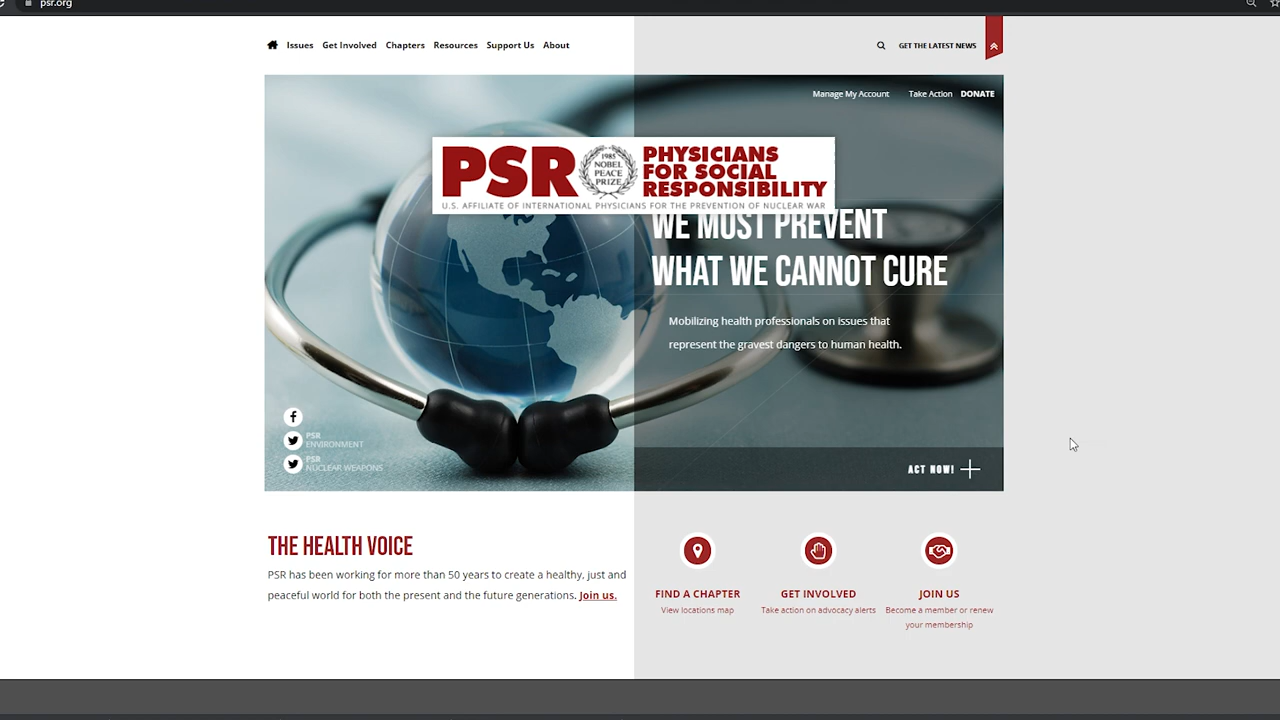 psr.org
Issues Get Involved Chapters Resources Support Us About
GET THE LATEST NEWS
Manage My Account Take Action DONATE
PSR
1985
NOBEL
PEACE
PRIZE
PHYSICIANS
FOR SOCIAL
RESPONSIBILITY
U.S. AFFILIATE OF INTERNATIONAL PHYSICIANS FOR THE PREVENTION OF NUCLEAR WAR
WE MUST PREVENT
WHAT WE CANNOT CURE
Mobilizing health professionals on issues that
represent the gravest dangers to human health.
PSR
ENVIRONMENT
PSR
NUCLEAR WEAPONS
ACT NOW!
THE HEALTH VOICE
PSR has been working for more than 50 years to create a healthy, just and
peaceful world for both the present and the future generations. Join us.
FIND A CHAPTER
View locations map
GET INVOLVED
Take action on advocacy alerts
JOIN US
Become a member or renew
your membership